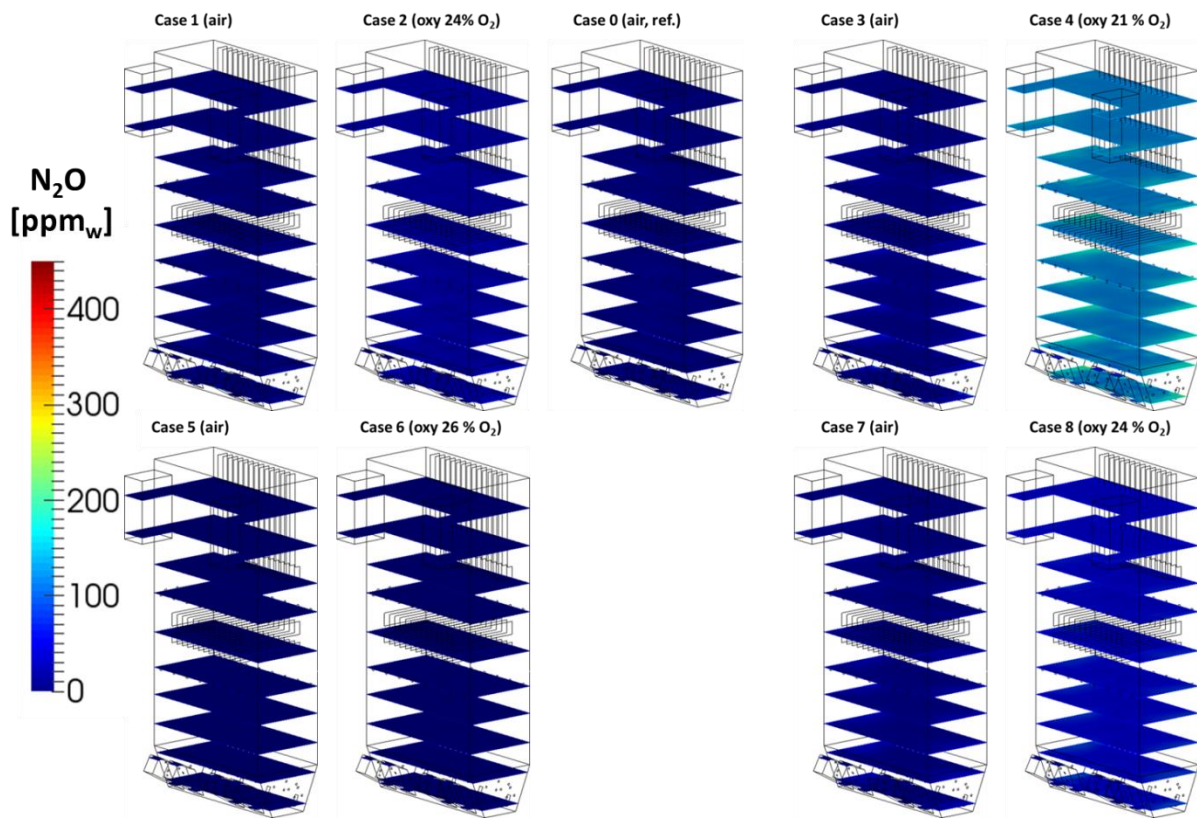 Case 1 (air)
Case 2 (oxy 24% O₂)
Case 0 (air, ref.)
Case 3 (air)
Case 4 (oxy 21 % O₂)
N₂O
[ppmw]
400
300
200
100
0
Case 5 (air)
Case 6 (oxy 26 % O₂)
Case 7 (air)
Case 8 (oxy 24 % O₂)